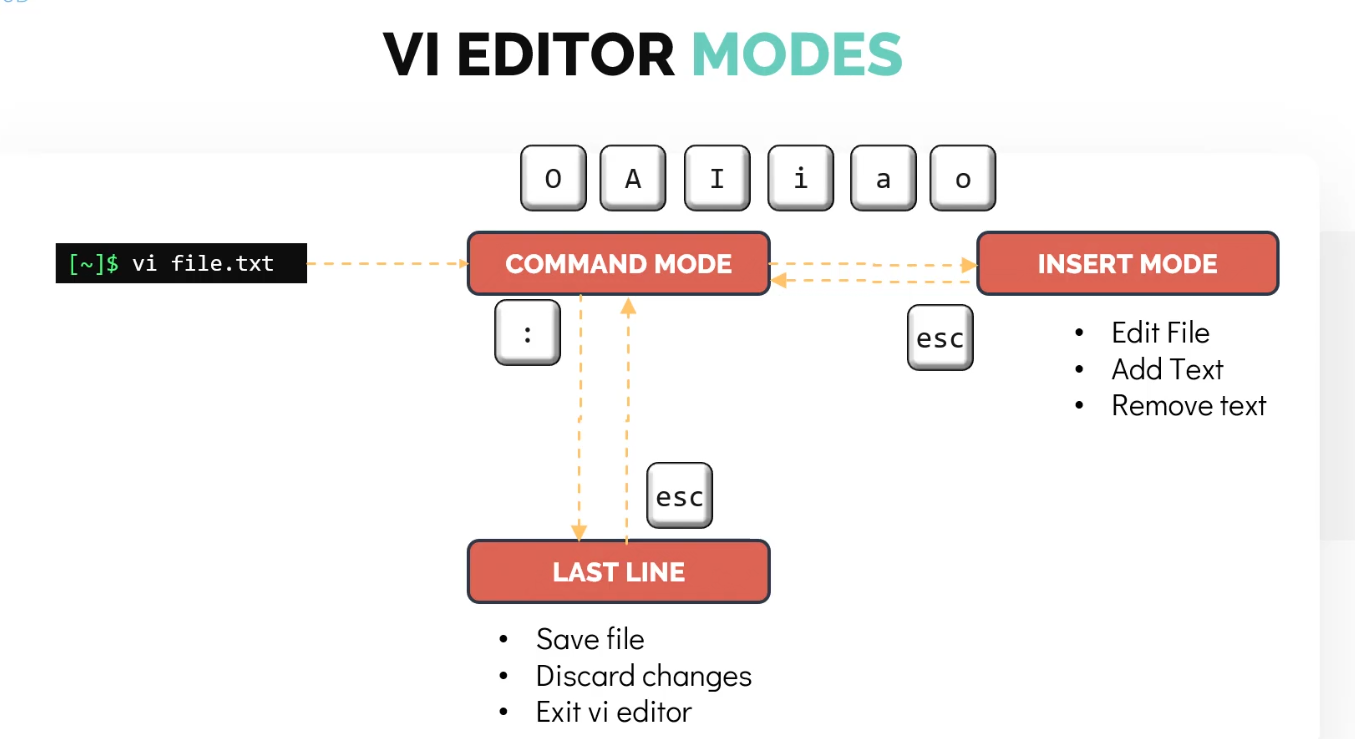 VI EDITOR MODES
O A I i a o
[~]$ vi file.txt
COMMAND MODE
INSERT MODE
:
esc
• Edit File
• Add Text
• Remove text
esc
LAST LINE
• Save file
• Discard changes
• Exit vi editor